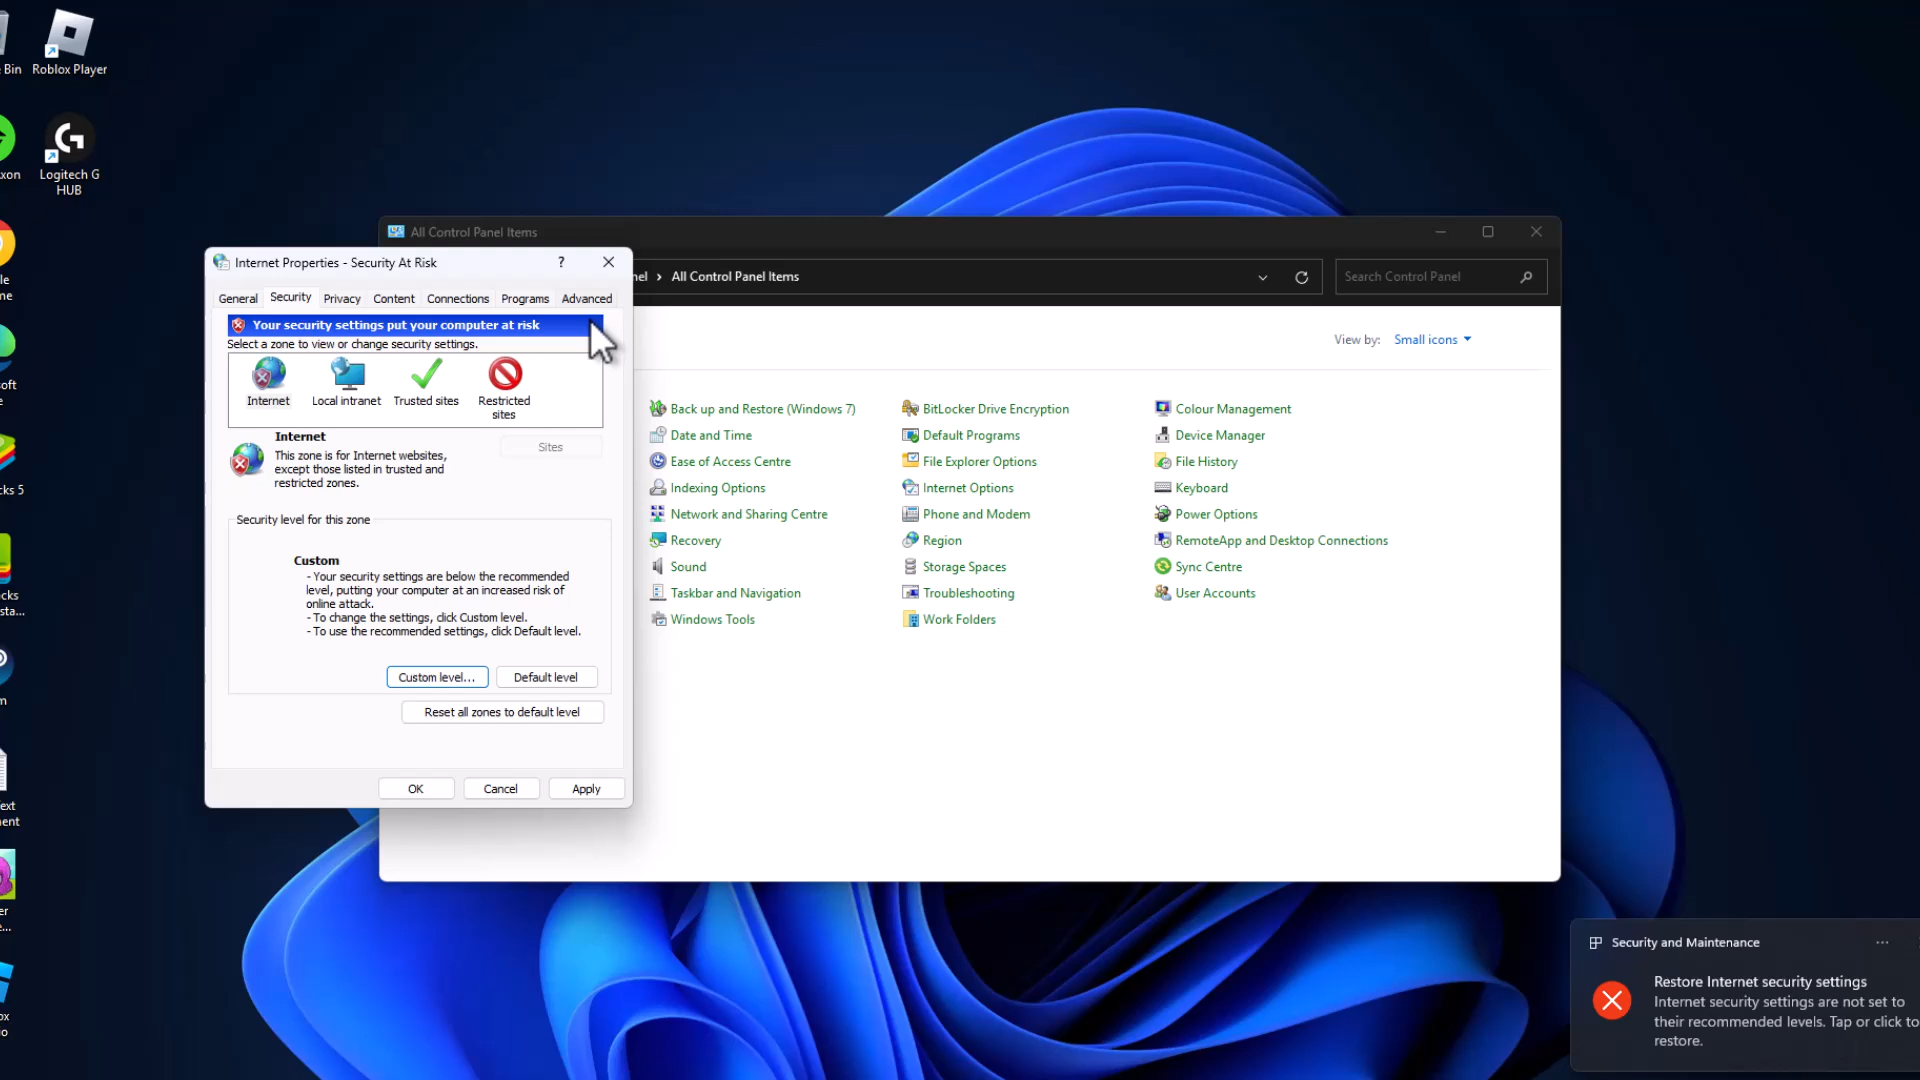 Bin
Roblox Player
xon
Logitech G
HUB
le
me
soft
e
cks 5
cks
sta...
m
ext
ment
er
e...
ox
io
All Control Panel Items
nel > All Control Panel Items
Search Control Panel
View by: Small icons
Back up and Restore (Windows 7)
BitLocker Drive Encryption
Colour Management
Date and Time
Default Programs
Device Manager
Ease of Access Centre
File Explorer Options
File History
Indexing Options
Internet Options
Keyboard
Network and Sharing Centre
Phone and Modem
Power Options
Recovery
Region
RemoteApp and Desktop Connections
Sound
Storage Spaces
Sync Centre
Taskbar and Navigation
Troubleshooting
User Accounts
Windows Tools
Work Folders
Internet Properties - Security At Risk
?
General Security Privacy Content Connections Programs Advanced
Your security settings put your computer at risk
Select a zone to view or change security settings.
Internet
Local intranet
Trusted sites
Restricted
sites
Internet
This zone is for Internet websites,
except those listed in trusted and
restricted zones.
Sites
Security level for this zone
Custom
- Your security settings are below the recommended
level, putting your computer at an increased risk of
online attack.
- To change the settings, click Custom level.
- To use the recommended settings, click Default level.
Custom level...
Default level
Reset all zones to default level
OK
Cancel
Apply
Security and Maintenance
...
Restore Internet security settings
Internet security settings are not set to
their recommended levels. Tap or click to
restore.